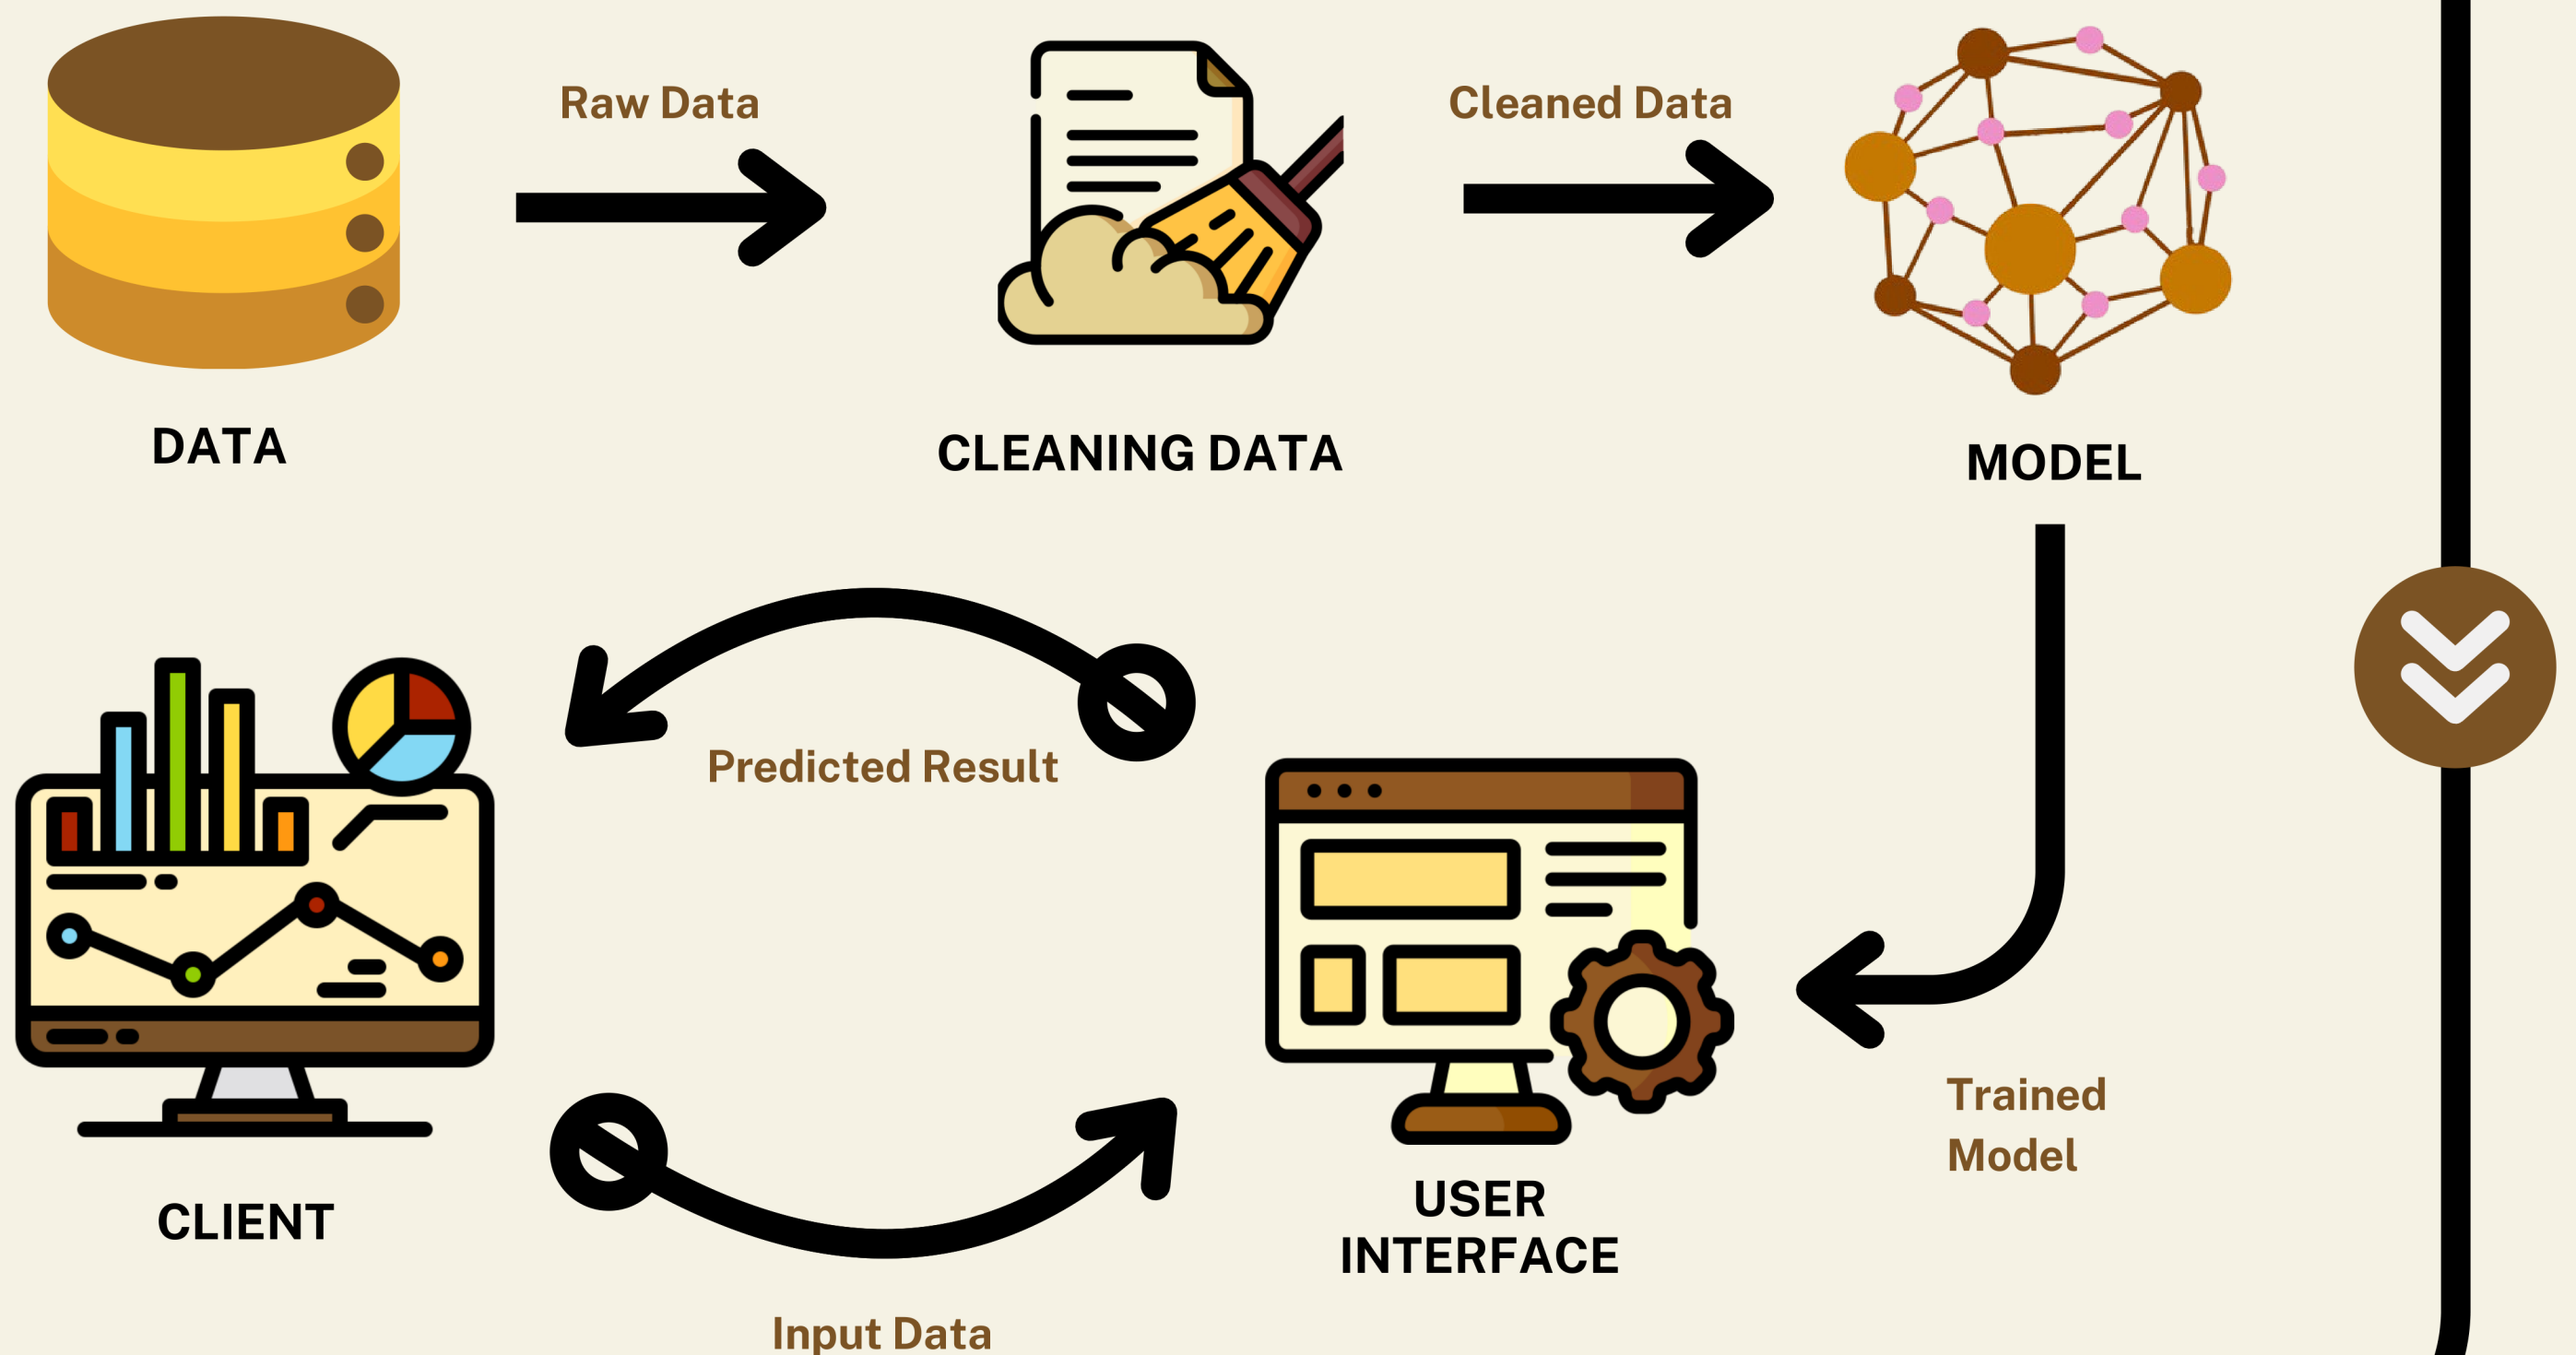 Raw Data
Cleaned Data
DATA
CLEANING DATA
MODEL
Predicted Result
Trained
Model
CLIENT
USER
INTERFACE
Input Data